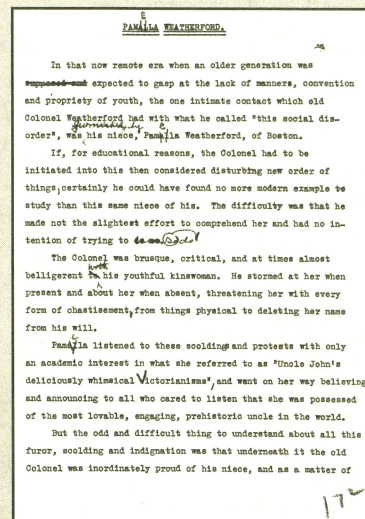 E
PAMALLA WEATHERFORD.
In that now remote era when an older generation was
supposed and expected to gasp at the lack of manners, convention
and propriety of youth, the one intimate contact which old
Colonel Weatherford had with what he called "this social dis-
furnished by E
order", was his niece, Pamalla Weatherford, of Boston.
If, for educational reasons, the Colonel had to be
initiated into this then considered disturbing new order of
things, certainly he could have found no more modern example to
study than this same niece of his. The difficulty was that he
made not the slightest effort to comprehend her and had no in-
tention of trying to do so do
The Colonel was brusque, critical, and at times almost
with
belligerent to his youthful kinswoman. He stormed at her when
present and about her when absent, threatening her with every
form of chastisement, from things physical to deleting her name
from his will.
E
Pamalla listened to these scoldings and protests with only
an academic interest in what she referred to as "Uncle John's
deliciously whimsical Victorianisms", and went on her way believing
and announcing to all who cared to listen that she was possessed
of the most lovable, engaging, prehistoric uncle in the world.
But the odd and difficult thing to understand about all this
furor, scolding and indignation was that underneath it the old
Colonel was inordinately proud of his niece, and as a matter of
172